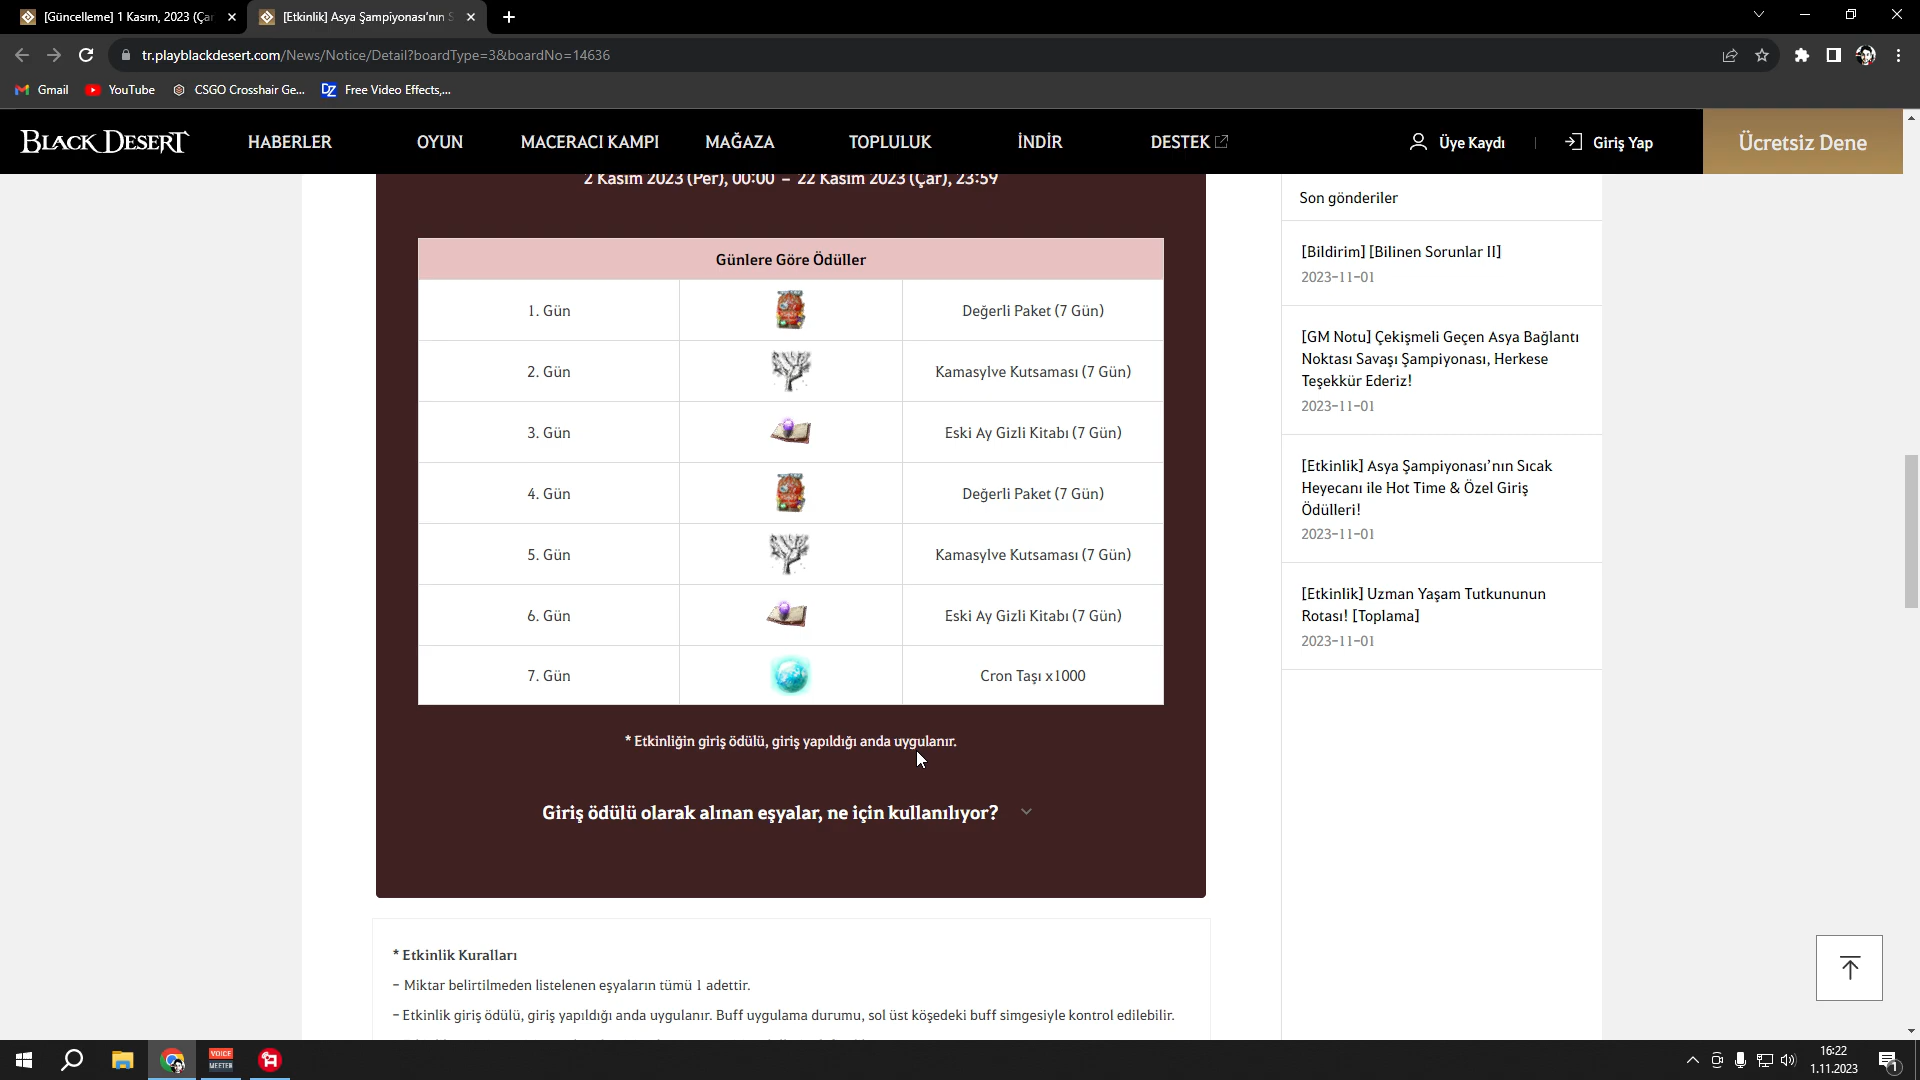 [Güncelleme] 1 Kasım, 2023 (Çar
[Etkinlik] Asya Şampiyonası'nın S
tr.playblackdesert.com/News/Notice/Detail?boardType=3&boardNo=14636
Gmail
YouTube
CSGO Crosshair Ge...
DZ
Free Video Effects,...
BLACK DESERT
HABERLER
OYUN
MACERACI KAMPI
MAĞAZA
TOPLULUK
İNDİR
DESTEK
Üye Kaydı
Giriş Yap
Ücretsiz Dene
2 Kasım 2023 (Per), 00:00 – 22 Kasım 2023 (Çar), 23:59
Günlere Göre Ödüller
1. Gün
Değerli Paket (7 Gün)
2. Gün
Kamasylve Kutsaması (7 Gün)
3. Gün
Eski Ay Gizli Kitabı (7 Gün)
4. Gün
Değerli Paket (7 Gün)
5. Gün
Kamasylve Kutsaması (7 Gün)
6. Gün
Eski Ay Gizli Kitabı (7 Gün)
7. Gün
Cron Taşı x1000
* Etkinliğin giriş ödülü, giriş yapıldığı anda uygulanır.
Giriş ödülü olarak alınan eşyalar, ne için kullanılıyor?
* Etkinlik Kuralları
- Miktar belirtilmeden listelenen eşyaların tümü 1 adettir.
- Etkinlik giriş ödülü, giriş yapıldığı anda uygulanır. Buff uygulama durumu, sol üst köşedeki buff simgesiyle kontrol edilebilir.
Son gönderiler
[Bildirim] [Bilinen Sorunlar II]
2023-11-01
[GM Notu] Çekişmeli Geçen Asya Bağlantı
Noktası Savaşı Şampiyonası, Herkese
Teşekkür Ederiz!
2023-11-01
[Etkinlik] Asya Şampiyonası'nın Sıcak
Heyecanı ile Hot Time & Özel Giriş
Ödülleri!
2023-11-01
[Etkinlik] Uzman Yaşam Tutkununun
Rotası! [Toplama]
2023-11-01
VOICE
MEETER
16:22
1.11.2023
1